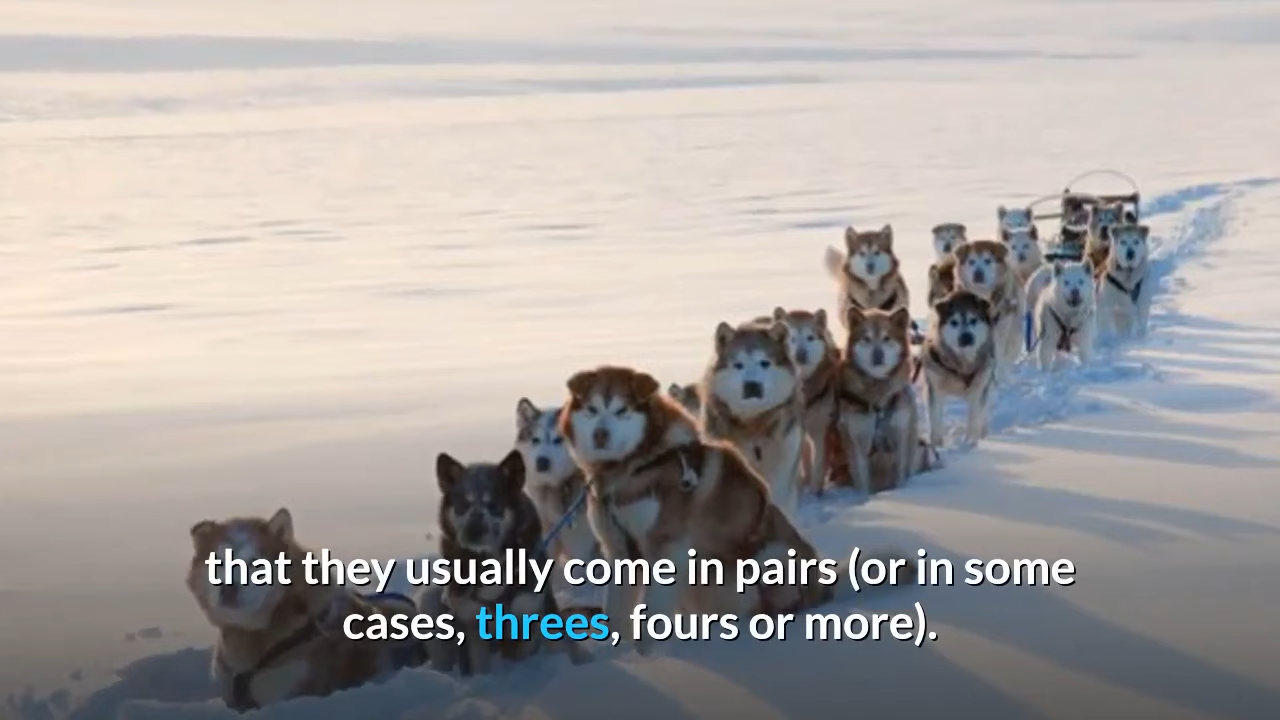 that they usually come in pairs (or in some
cases, threes, fours or more).